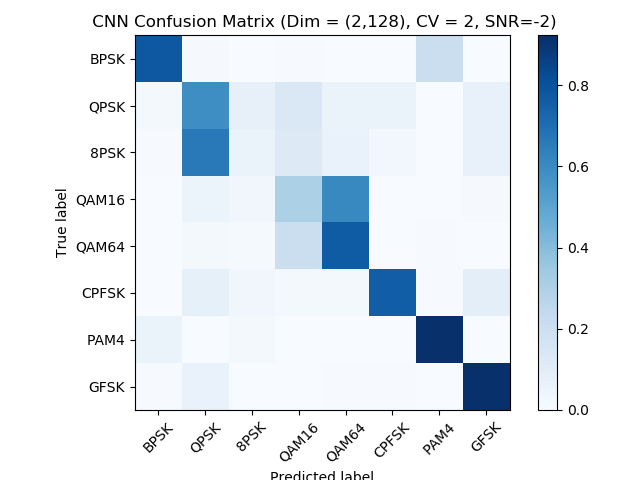 CNN Confusion Matrix (Dim = (2,128), CV = 2, SNR=-2)
BPSK
QPSK
8PSK
QAM16
QAM64
CPFSK
PAM4
GFSK
True label
BPSK
QPSK
8PSK
QAM16
QAM64
CPFSK
PAM4
GFSK
Predicted label
0.8
0.6
0.4
0.2
0.0